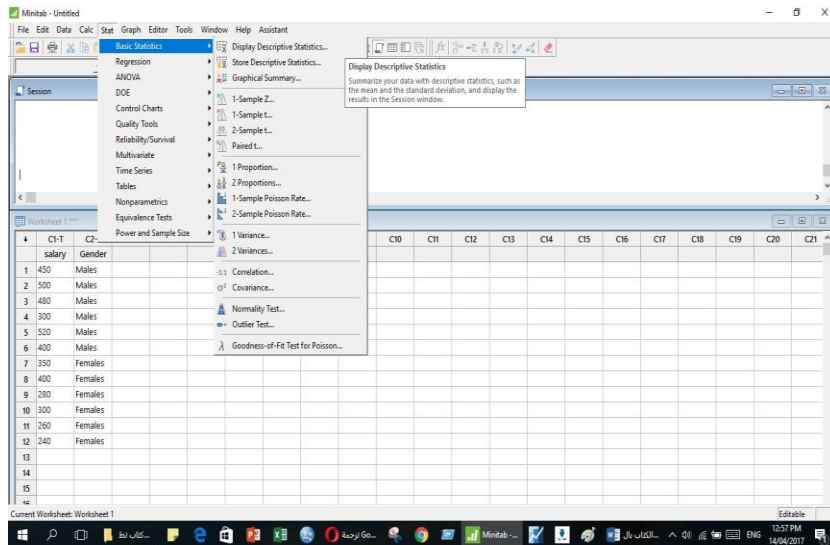 Minitab - Untitled
File Edit Data Calc Stat Graph Editor Tools Window Help Assistant
Basic Statistics
Regression
ANOVA
DOE
Control Charts
Quality Tools
Reliability/Survival
Multivariate
Time Series
Tables
Nonparametrics
Equivalence Tests
Power and Sample Size
Display Descriptive Statistics...
Store Descriptive Statistics...
Graphical Summary...
1-Sample Z...
1-Sample t...
2-Sample t...
Paired t...
1 Proportion...
2 Proportions...
1-Sample Poisson Rate...
2-Sample Poisson Rate...
1 Variance...
2 Variances...
Correlation...
Covariance...
Normality Test...
Outlier Test...
Goodness-of-Fit Test for Poisson...
Display Descriptive Statistics
Summarize your data with descriptive statistics, such as
the mean and the standard deviation, and display the
results in the Session window.
Session
Worksheet 1 ***
C1-T C2- C10 C11 C12 C13 C14 C15 C16 C17 C18 C19 C20 C21
salary Gender
1 450 Males
2 500 Males
3 480 Males
4 300 Males
5 520 Males
6 400 Males
7 350 Females
8 400 Females
9 280 Females
10 300 Females
11 260 Females
12 240 Females
13
14
15
16
Current Worksheet: Worksheet 1 Editable
كتاب نظ... ترجمة Go... Minitab -... الكتاب بال... ENG 12:57 PM
14/04/2017